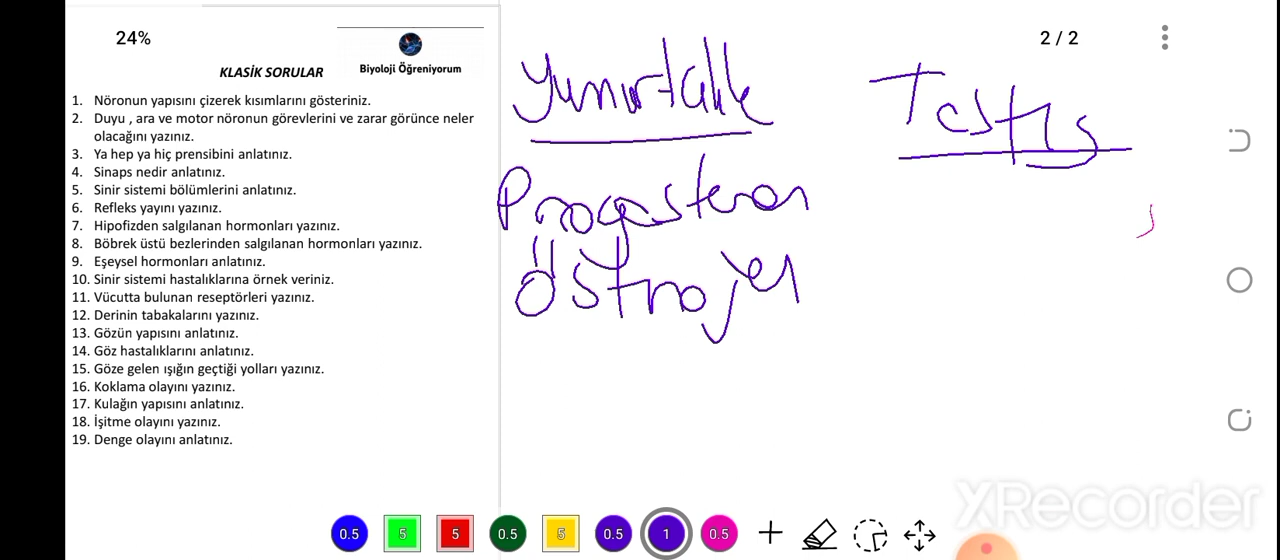 24%
2 / 2
Biyoloji Öğreniyorum
KLASİK SORULAR
1. Nöronun yapısını çizerek kısımlarını gösteriniz.
2. Duyu , ara ve motor nöronun görevlerini ve zarar görünce neler
olacağını yazınız.
3. Ya hep ya hiç prensibini anlatınız.
4. Sinaps nedir anlatınız.
5. Sinir sistemi bölümlerini anlatınız.
6. Refleks yayını yazınız.
7. Hipofizden salgılanan hormonları yazınız.
8. Böbrek üstü bezlerinden salgılanan hormonları yazınız.
9. Eşeysel hormonları anlatınız.
10. Sinir sistemi hastalıklarına örnek veriniz.
11. Vücutta bulunan reseptörleri yazınız.
12. Derinin tabakalarını yazınız.
13. Gözün yapısını anlatınız.
14. Göz hastalıklarını anlatınız.
15. Göze gelen ışığın geçtiği yolları yazınız.
16. Koklama olayını yazınız.
17. Kulağın yapısını anlatınız.
18. İşitme olayını yazınız.
19. Denge olayını anlatınız.
Yumurtalık
Progesteron
Östrojen
Testis
0.5 5 5 0.5 5 0.5 1 0.5
XRecorder